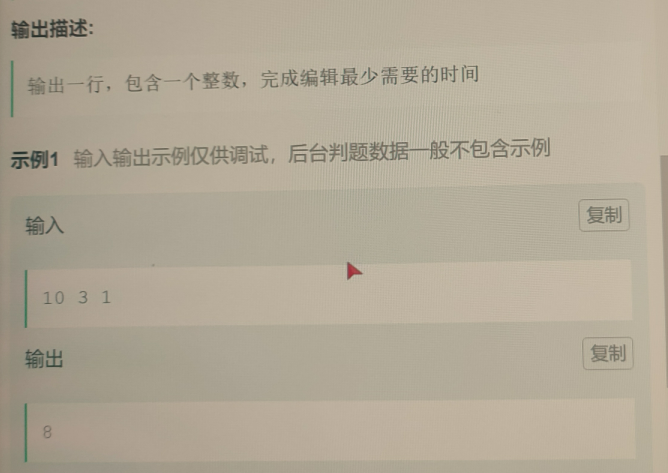 输出描述:
输出一行，包含一个整数，完成编辑最少需要的时间
示例1 输入输出示例仅供调试，后台判题数据一般不包含示例
输入
复制
10 3 1
输出
复制
8